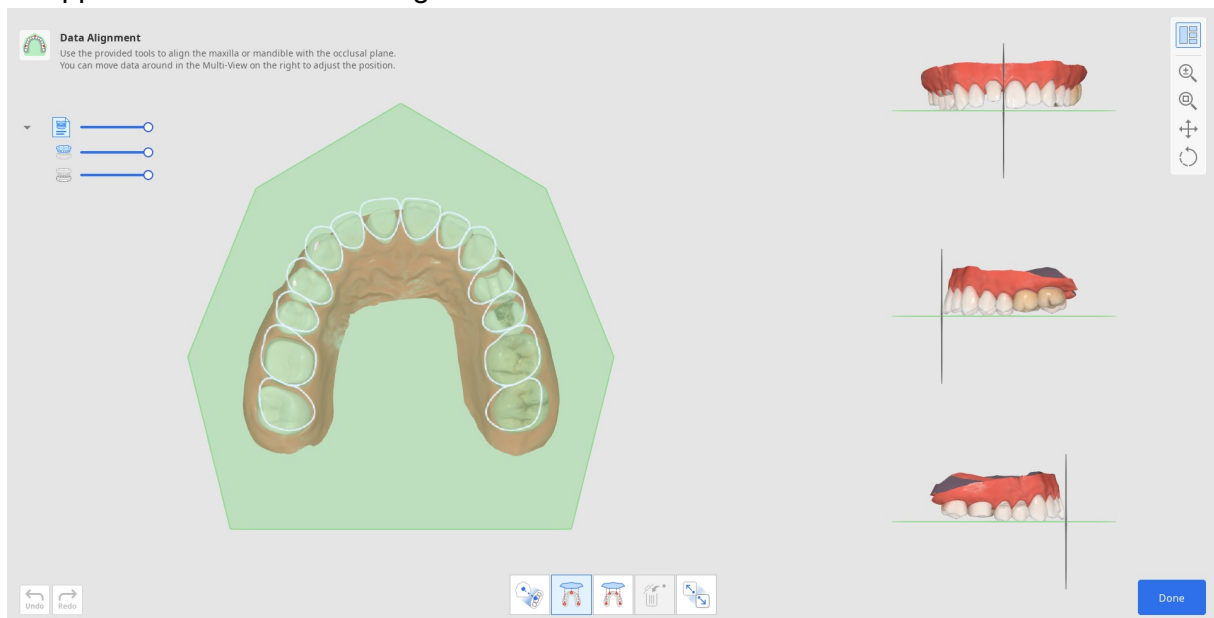 Data Alignment
Use the provided tools to align the maxilla or mandible with the occlusal plane.
You can move data around in the Multi-View on the right to adjust the position.
Undo
Redo
Done